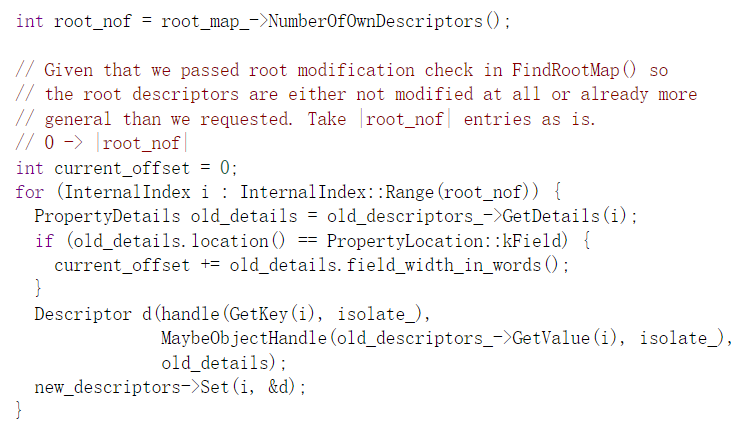 int root_nof = root_map_->NumberOfOwnDescriptors();

// Given that we passed root modification check in FindRootMap() so
// the root descriptors are either not modified at all or already more
// general than we requested. Take |root_nof| entries as is.
// 0 -> |root_nof|
int current_offset = 0;
for (InternalIndex i : InternalIndex::Range(root_nof)) {
  PropertyDetails old_details = old_descriptors_->GetDetails(i);
  if (old_details.location() == PropertyLocation::kField) {
    current_offset += old_details.field_width_in_words();
  }
  Descriptor d(handle(GetKey(i), isolate_),
               MaybeObjectHandle(old_descriptors_->GetValue(i), isolate_),
               old_details);
  new_descriptors->Set(i, &d);
}